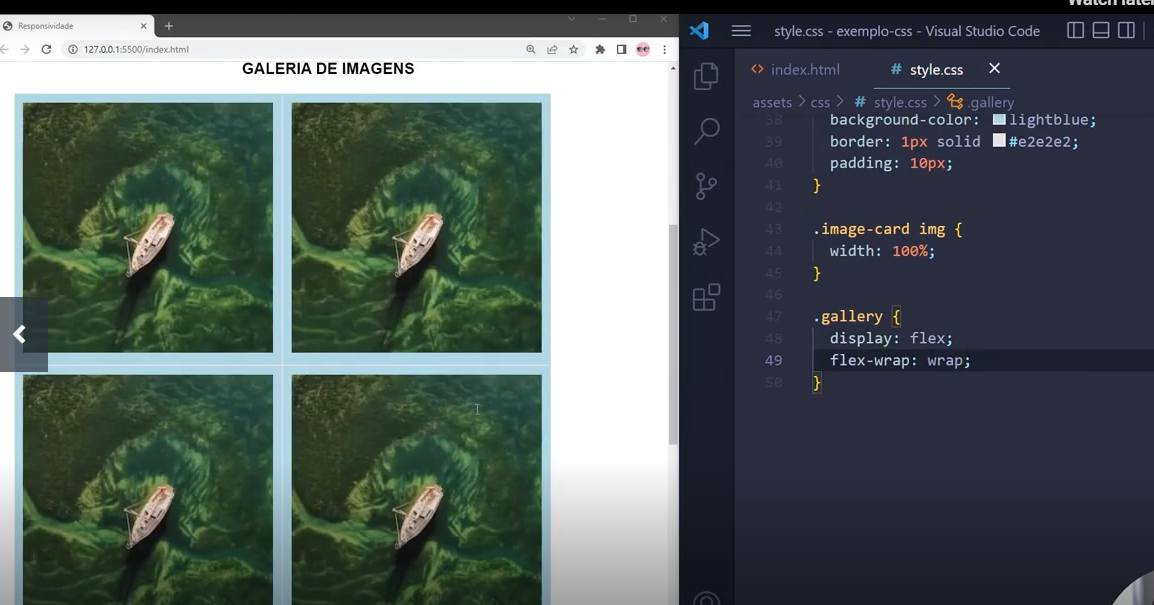 Watch later
Responsividade
127.0.0.1:5500/index.html
GALERIA DE IMAGENS
style.css - exemplo-css - Visual Studio Code
index.html
# style.css
assets > css > # style.css > .gallery
38 background-color: lightblue;
39 border: 1px solid #e2e2e2;
40 padding: 10px;
41 }
42
43 .image-card img {
44 width: 100%;
45 }
46
47 .gallery {
48 display: flex;
49 flex-wrap: wrap;
50 }